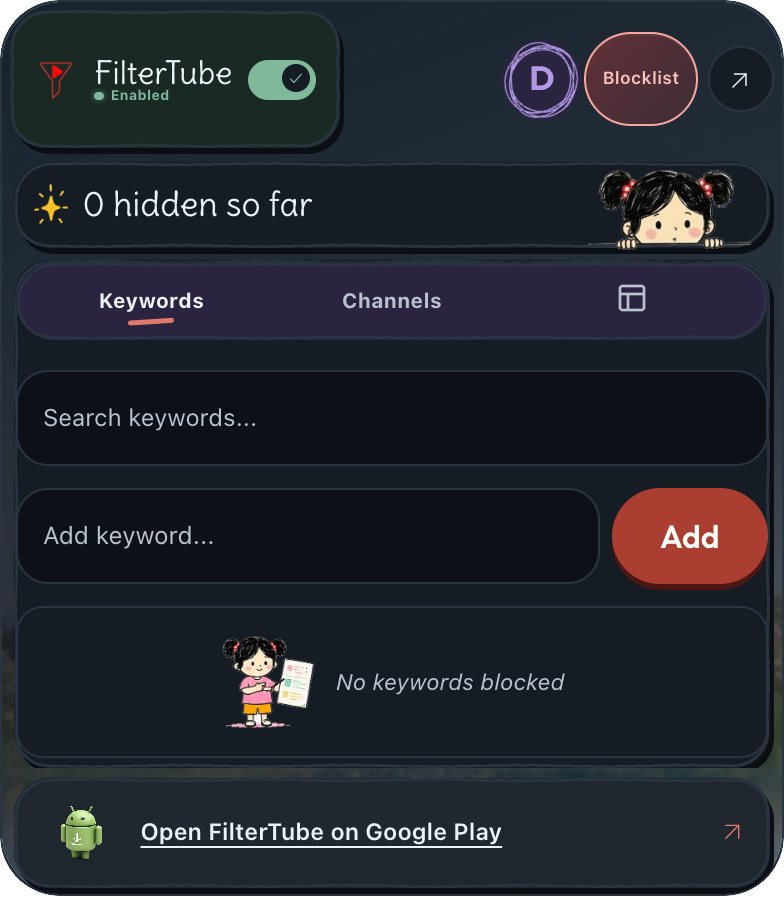 FilterTube
Enabled
D
Blocklist
0 hidden so far
Keywords
Channels
Search keywords...
Add keyword...
Add
No keywords blocked
Open FilterTube on Google Play